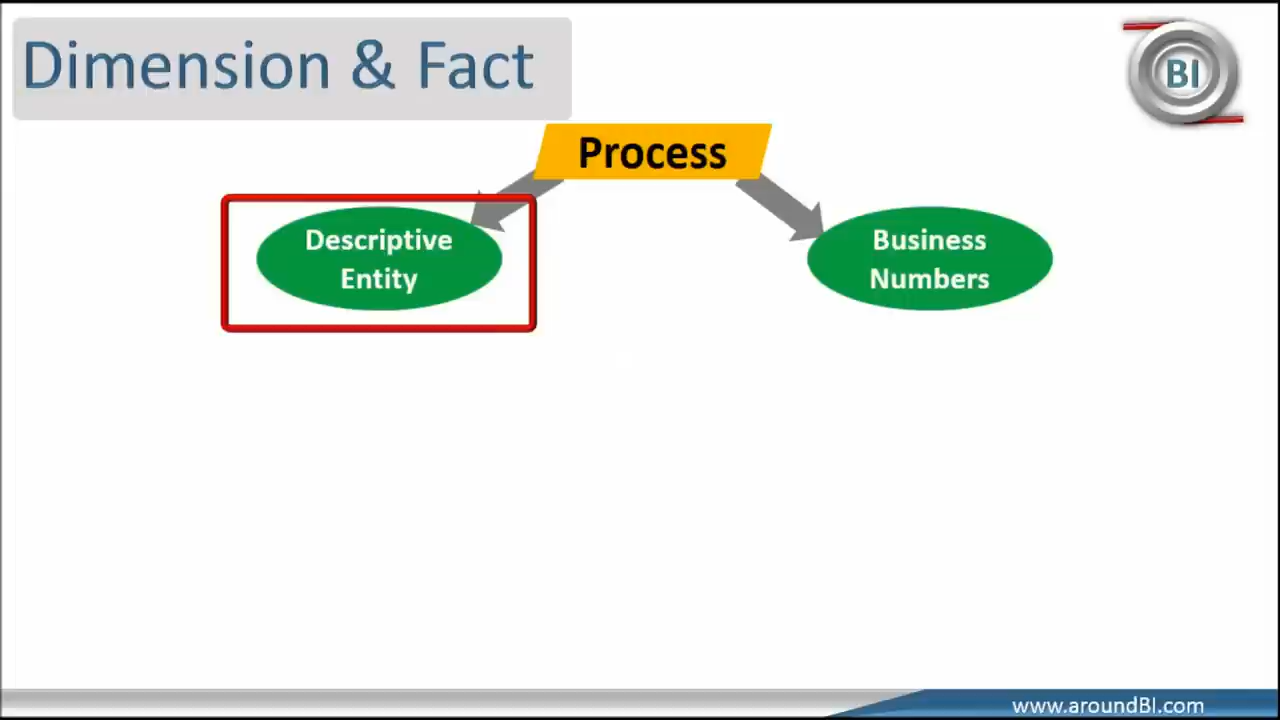 Dimension & Fact
BI
Process
Descriptive
Entity
Business
Numbers
www.aroundBI.com